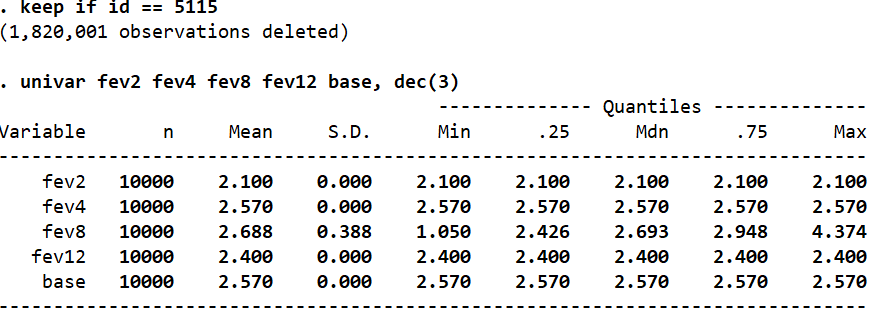 . keep if id == 5115
(1,820,001 observations deleted)
. univar fev2 fev4 fev8 fev12 base, dec(3)
-------------- Quantiles --------------
Variable n Mean S.D. Min .25 Mdn .75 Max
-------------------------------------------------------------------------------
fev2 10000 2.100 0.000 2.100 2.100 2.100 2.100 2.100
fev4 10000 2.570 0.000 2.570 2.570 2.570 2.570 2.570
fev8 10000 2.688 0.388 1.050 2.426 2.693 2.948 4.374
fev12 10000 2.400 0.000 2.400 2.400 2.400 2.400 2.400
base 10000 2.570 0.000 2.570 2.570 2.570 2.570 2.570
-------------------------------------------------------------------------------